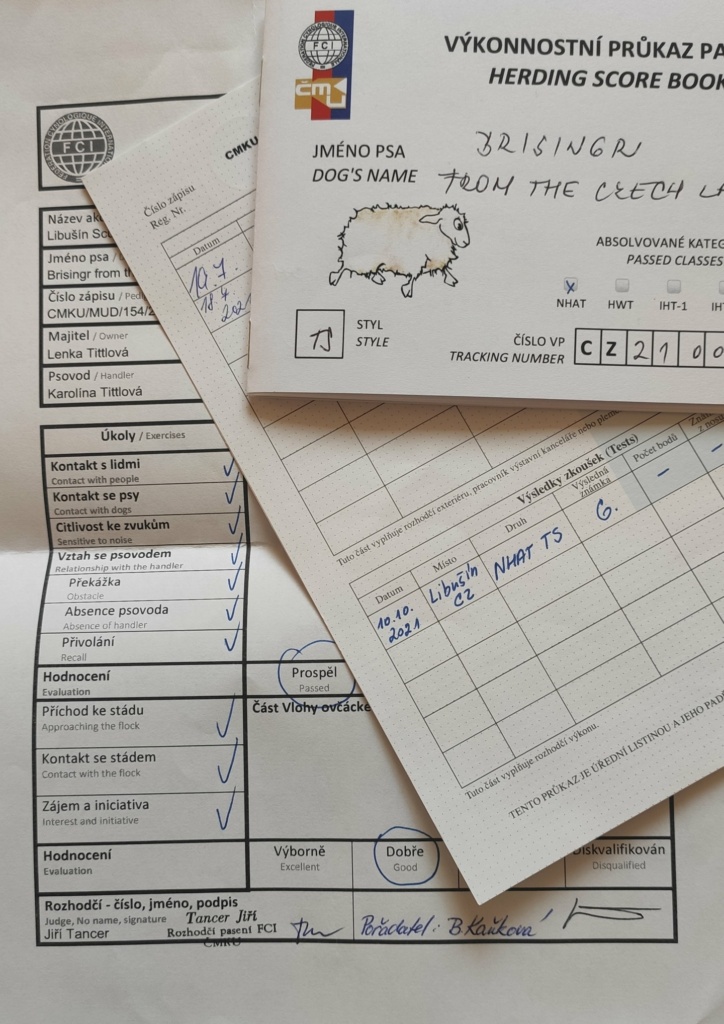 FCI
ČMKU
VÝKONNOSTNÍ PRŮKAZ PA
HERDING SCORE BOOK
JMÉNO PSA
DOG'S NAME
BRISINGR
FROM THE CZECH LA
ABSOLVOVANÉ KATEG
PASSED CLASSES
x
NHAT
HWT
IHT-1
TS
STYL
STYLE
ČÍSLO VP
TRACKING NUMBER
C Z 2 1 0 0
FCI
Název ak
Libušín Sc
Jméno psa /
Brisingr from t
Číslo zápisu / Ped
CMKU/MUD/154/2
Majitel / Owner
Lenka Tittlová
Psovod / Handler
Karolína Tittlová
Úkoly / Exercises
Kontakt s lidmi
Contact with people
Kontakt se psy
Contact with dogs
Citlivost ke zvukům
Sensitive to noise
Vztah se psovodem
Relationship with the handler
Překážka
Obstacle
Absence psovoda
Absence of handler
Přivolání
Recall
Hodnocení
Evaluation
Prospěl
Passed
Příchod ke stádu
Approaching the flock
Část Vlohy ovčácké
Kontakt se stádem
Contact with the flock
Zájem a iniciativa
Interest and initiative
Hodnocení
Evaluation
Výborně
Excellent
Dobře
Good
Diskvalifikován
Disqualified
Rozhodčí - číslo, jméno, podpis
Judge, No name, signature
Jiří Tancer
Tancer Jiří
Rozhodčí pasení FCI
ČMKU
Pořadatel: B. Kaňková
CMKU
Číslo zápisu
Reg. Nr.
Datum
18.4.
2021
Tuto část vyplňuje rozhodčí exteriéru, pracovník výstavní kanceláře nebo plem
Výsledky zkoušek (Tests)
Datum
Místo
Druh
Výsledná
známka
Počet bodů
10.10.
2021
Libušín
CZ
NHAT TS
G.
–
–
Tuto část vyplňuje rozhodčí výkonu.
TENTO PRŮKAZ JE ÚŘEDNÍ LISTINOU A JEHO PADĚ